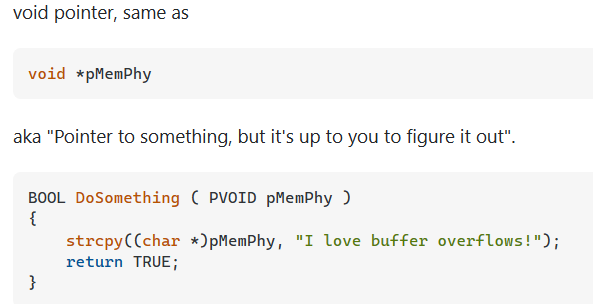 void pointer, same as
void *pMemPhy
aka "Pointer to something, but it's up to you to figure it out".
BOOL DoSomething ( PVOID pMemPhy )
{
    strcpy((char *)pMemPhy, "I love buffer overflows!");
    return TRUE;
}